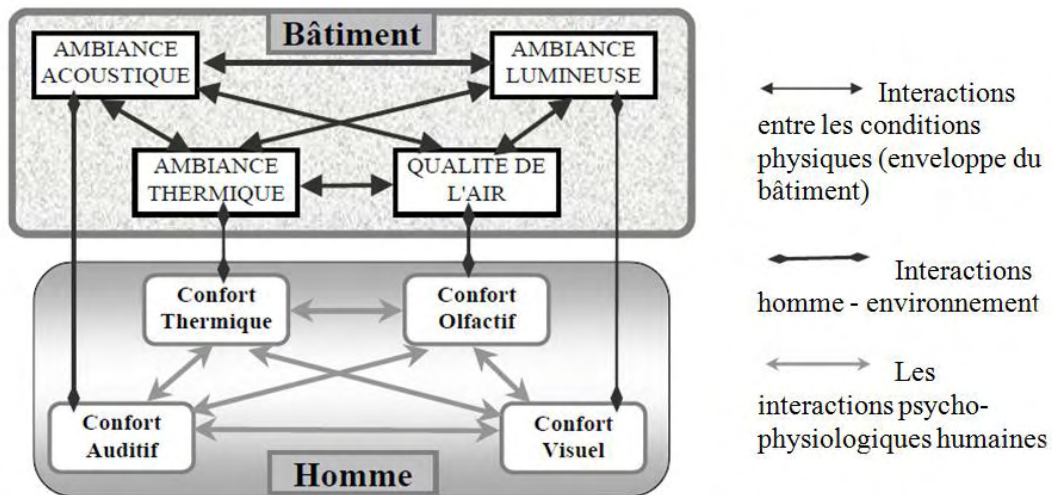 Bâtiment
AMBIANCE
ACOUSTIQUE
AMBIANCE
LUMINEUSE
AMBIANCE
THERMIQUE
QUALITE DE
L'AIR
Confort
Thermique
Confort
Olfactif
Confort
Auditif
Confort
Visuel
Homme
Interactions
entre les conditions
physiques (enveloppe du
bâtiment)
Interactions
homme - environnement
Les
interactions psycho-
physiologiques humaines